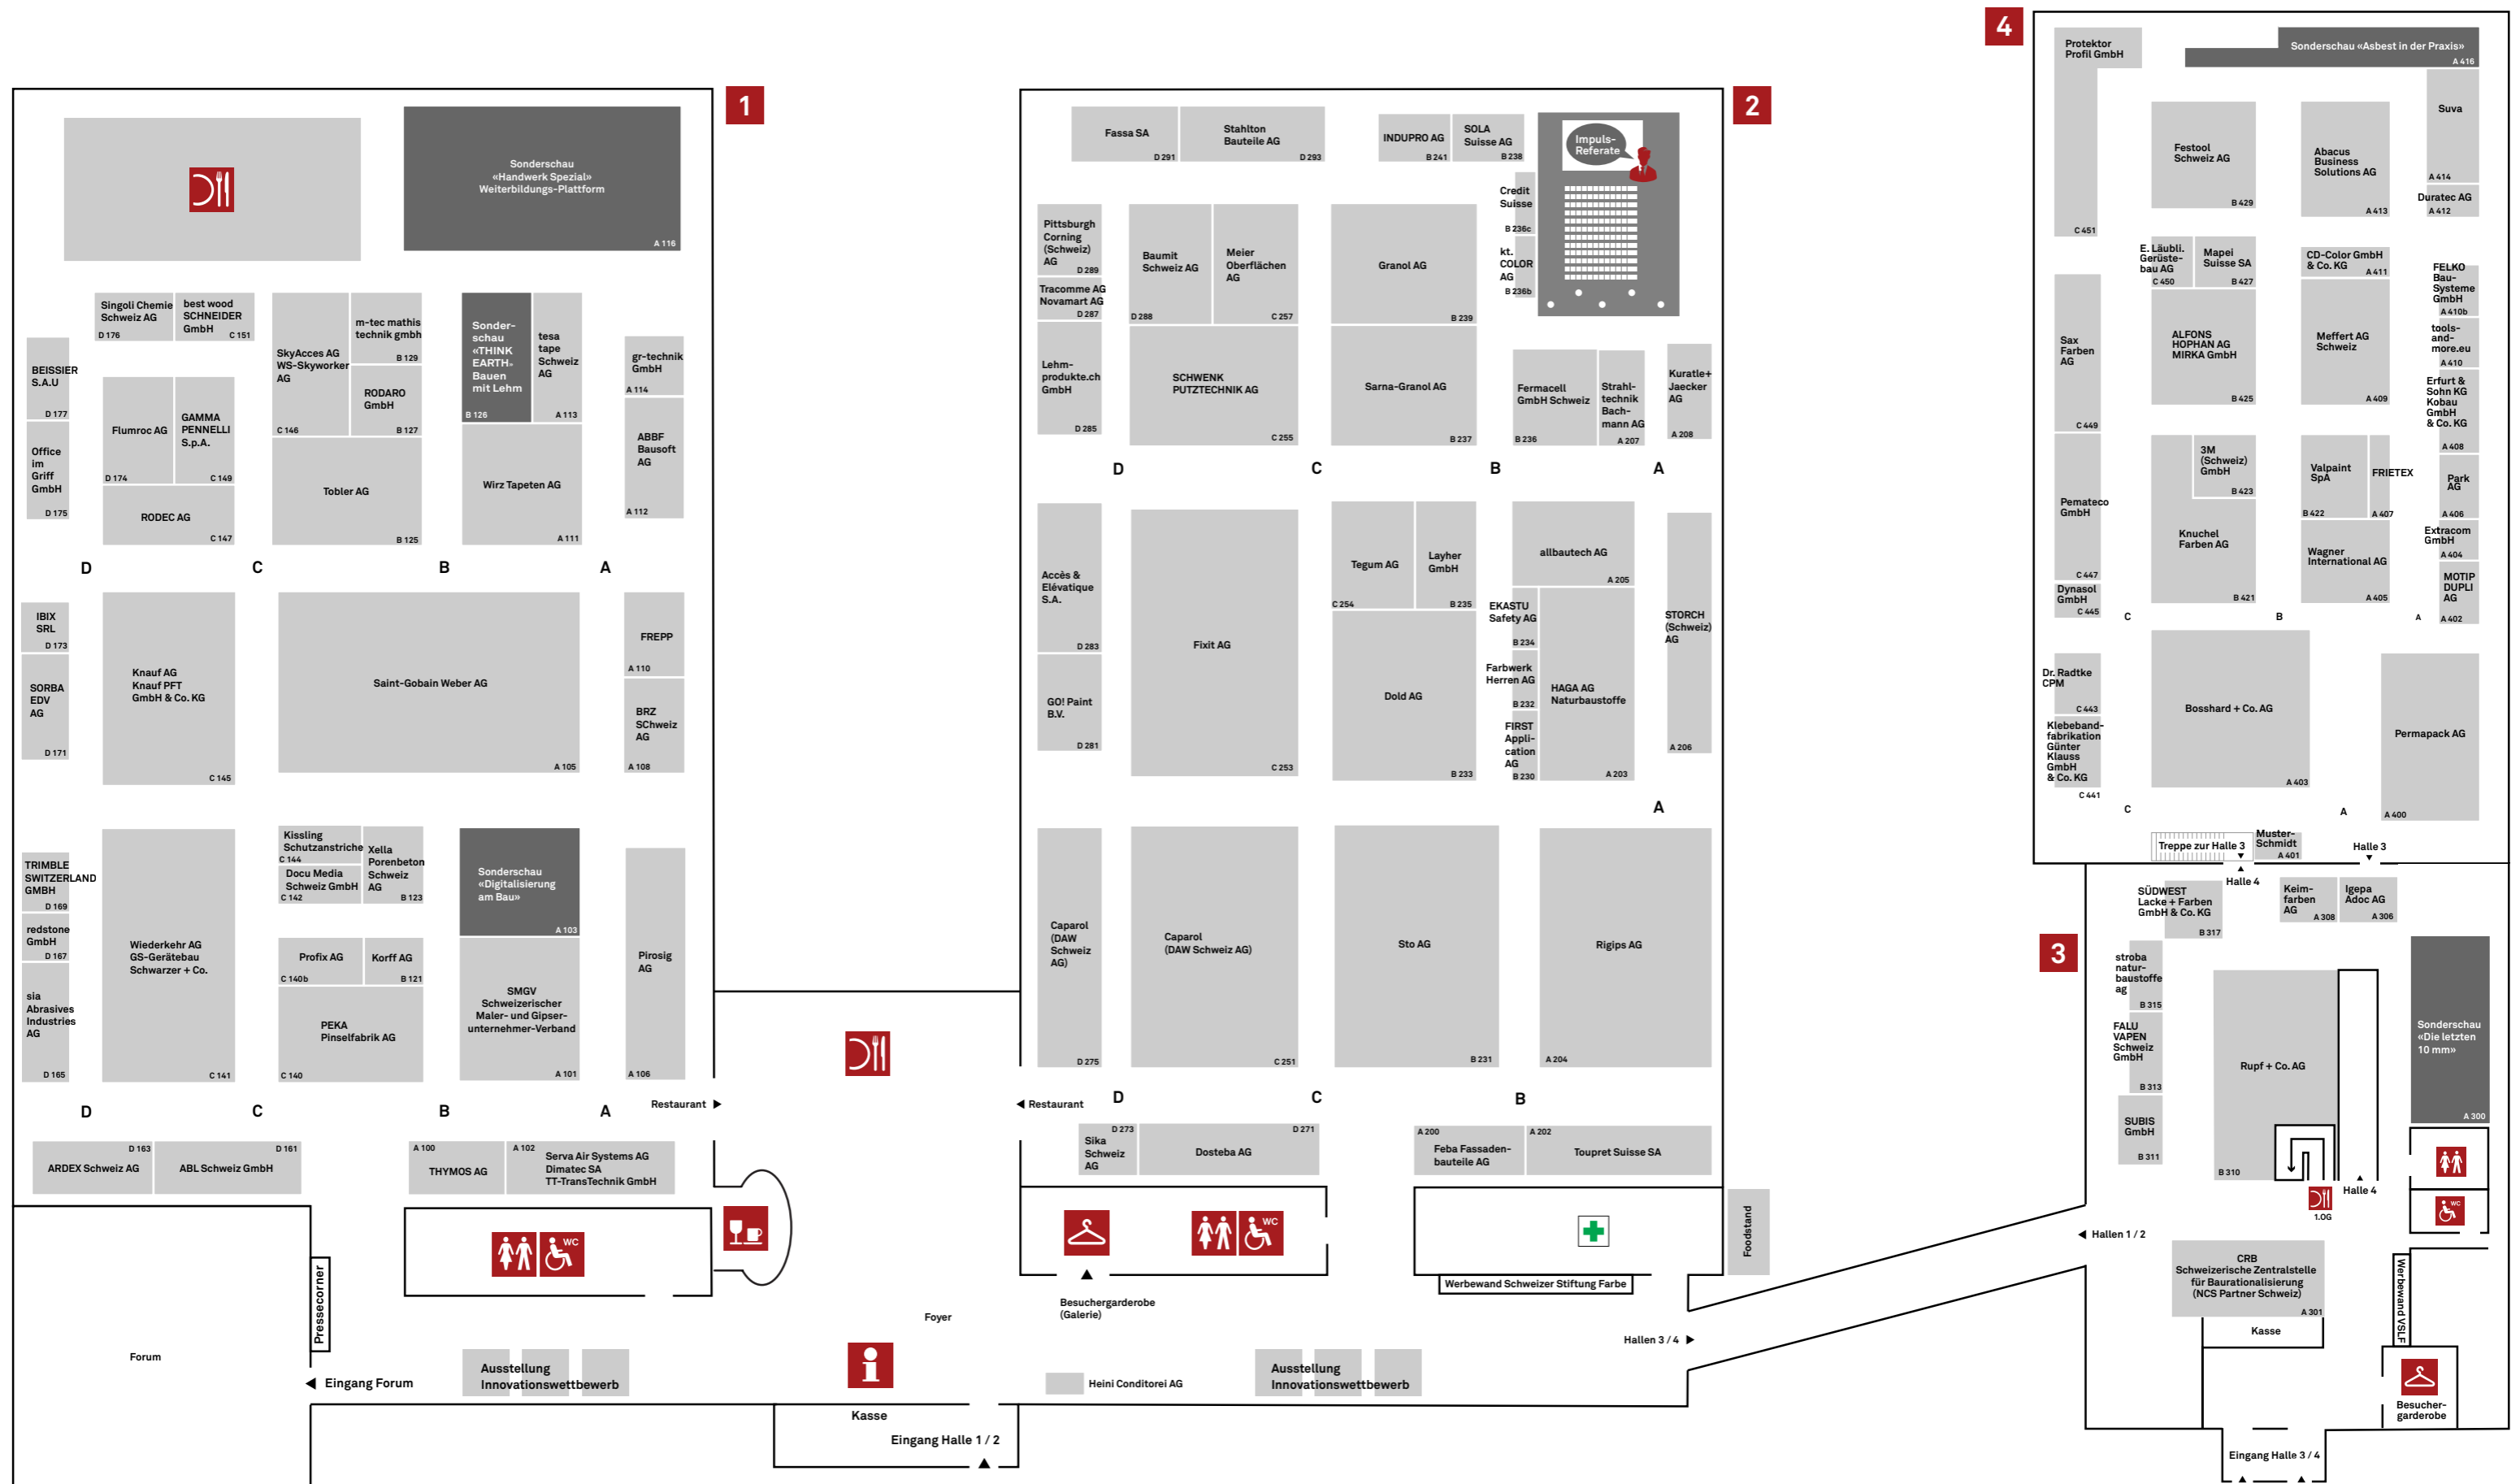 1
Sonderschau
«Handwerk Spezial»
Weiterbildungs-Plattform
A 116
Singoli Chemie
Schweiz AG
D 176
best wood
SCHNEIDER
GmbH
C 151
SkyAcces AG
WS-Skyworker
AG
C 146
m-tec mathis
technik gmbh
B 129
RODARO
GmbH
B 127
Sonder-
schau
«THINK
EARTH»
Bauen
mit Lehm
B 126
tesa
tape
Schweiz
AG
A 113
gr-technik
GmbH
A 114
BEISSIER
S.A.U
D 177
Office
im
Griff
GmbH
D 175
Flumroc AG
D 174
GAMMA
PENNELLI
S.p.A.
C 149
RODEC AG
C 147
Tobler AG
B 125
Wirz Tapeten AG
A 111
ABBF
Bausoft
AG
A 112
D
C
B
A
IBIX
SRL
D 173
SORBA
EDV
AG
D 171
Knauf AG
Knauf PFT
GmbH & Co. KG
C 145
Saint-Gobain Weber AG
A 105
FREPP
A 110
BRZ
SChweiz
AG
A 108
TRIMBLE
SWITZERLAND
GMBH
D 169
redstone
GmbH
D 167
sia
Abrasives
Industries
AG
D 165
Wiederkehr AG
GS-Gerätebau
Schwarzer + Co.
C 141
Kissling
Schutzanstriche
C 144
Docu Media
Schweiz GmbH
C 142
Xella
Porenbeton
Schweiz
AG
B 123
Profix AG
C 140b
Korff AG
B 121
PEKA
Pinselfabrik AG
C 140
Sonderschau
«Digitalisierung
am Bau»
A 103
SMGV
Schweizerischer
Maler- und Gipser-
unternehmer-Verband
A 101
Pirosig
AG
A 106
D
C
B
A
Restaurant
D 163
ARDEX Schweiz AG
D 161
ABL Schweiz GmbH
A 100
THYMOS AG
A 102
Serva Air Systems AG
Dimatec SA
TT-TransTechnik GmbH
WC
Pressecorner
Forum
Eingang Forum
Ausstellung
Innovationswettbewerb
Kasse
Eingang Halle 1 / 2
Foyer
2
Fassa SA
D 291
Stahlton
Bauteile AG
D 293
INDUPRO AG
B 241
SOLA
Suisse AG
B 238
Impuls-
Referate
Credit
Suisse
B 236c
kt.
COLOR
AG
B 236b
Pittsburgh
Corning
(Schweiz)
AG
D 289
Tracomme AG
Novamart AG
D 287
Lehm-
produkte.ch
GmbH
D 285
Baumit
Schweiz AG
D 288
Meier
Oberflächen
AG
C 257
SCHWENK
PUTZTECHNIK AG
C 255
Granol AG
B 239
Sarna-Granol AG
B 237
Fermacell
GmbH Schweiz
B 236
Strahl-
technik
Bach-
mann AG
A 207
Kuratle+
Jaecker
AG
A 208
D
C
B
A
Accès &
Elévatique
S.A.
D 283
GO! Paint
B.V.
D 281
Fixit AG
C 253
Tegum AG
C 254
Layher
GmbH
B 235
Dold AG
B 233
allbautech AG
A 205
EKASTU
Safety AG
B 234
Farbwerk
Herren AG
B 232
FIRST
Appli-
cation
AG
B 230
HAGA AG
Naturbaustoffe
A 203
STORCH
(Schweiz)
AG
A 206
A
Caparol
(DAW
Schweiz
AG)
D 275
Caparol
(DAW Schweiz AG)
C 251
Sto AG
B 231
Rigips AG
A 204
Restaurant
D
C
B
D 273
Sika
Schweiz
AG
D 271
Dosteba AG
A 200
Feba Fassaden-
bauteile AG
A 202
Toupret Suisse SA
WC
Foodstand
Werbewand Schweizer Stiftung Farbe
Besuchergarderobe
(Galerie)
Hallen 3 / 4
Heini Conditorei AG
Ausstellung
Innovationswettbewerb
4
Protektor
Profil GmbH
C 451
Sonderschau «Asbest in der Praxis»
A 416
Suva
A 414
Festool
Schweiz AG
B 429
Abacus
Business
Solutions AG
A 413
Duratec AG
A 412
E. Läubli.
Gerüste-
bau AG
C 450
Mapei
Suisse SA
B 427
CD-Color GmbH
& Co. KG
A 411
FELKO
Bau-
Systeme
GmbH
A 410b
Sax
Farben
AG
C 449
ALFONS
HOPHAN AG
MIRKA GmbH
B 425
Meffert AG
Schweiz
A 409
tools-
and-
more.eu
A 410
Erfurt &
Sohn KG
Kobau
GmbH
& Co. KG
A 408
Pemateco
GmbH
C 447
3M
(Schweiz)
GmbH
B 423
Knuchel
Farben AG
B 421
Valpaint
SpA
B 422
FRIETEX
A 407
Park
AG
A 406
Wagner
International AG
A 405
Extracom
GmbH
A 404
MOTIP
DUPLI
AG
A 402
Dynasol
GmbH
C 445
C
B
A
Dr. Radtke
CPM
C 443
Klebeband-
fabrikation
Günter
Klauss
GmbH
& Co. KG
C 441
Bosshard + Co. AG
A 403
Permapack AG
A 400
C
A
Treppe zur Halle 3
Muster-
Schmidt
A 401
Halle 3
Halle 4
3
SÜDWEST
Lacke + Farben
GmbH & Co. KG
B 317
Keim-
farben
AG
A 308
Igepa
Adoc AG
A 306
stroba
natur-
baustoffe
ag
B 315
FALU
VAPEN
Schweiz
GmbH
B 313
SUBIS
GmbH
B 311
Rupf + Co. AG
B 310
Sonderschau
«Die letzten
10 mm»
A 300
Halle 4
1.OG
WC
Hallen 1 / 2
CRB
Schweizerische Zentralstelle
für Baurationalisierung
(NCS Partner Schweiz)
A 301
Kasse
Werbewand VSLF
Besucher-
garderobe
Eingang Halle 3 / 4